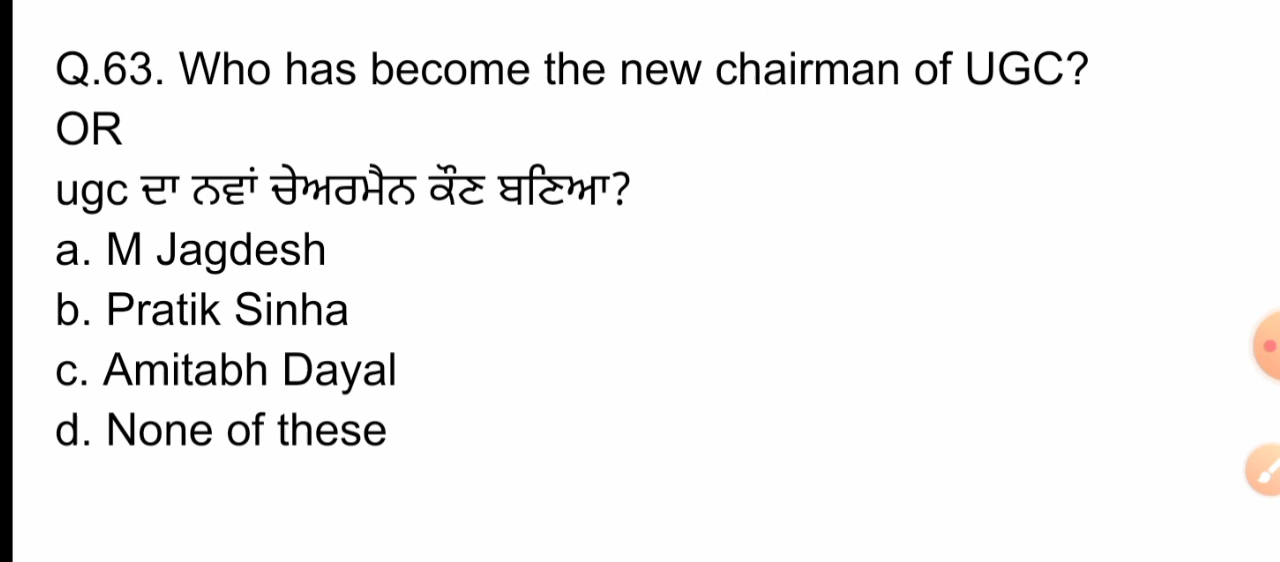 Q.63. Who has become the new chairman of UGC?
OR
ugc ਦਾ ਨਵਾਂ ਚੇਅਰਮੈਨ ਕੌਣ ਬਣਿਆ?
a. M Jagdesh
b. Pratik Sinha
c. Amitabh Dayal
d. None of these